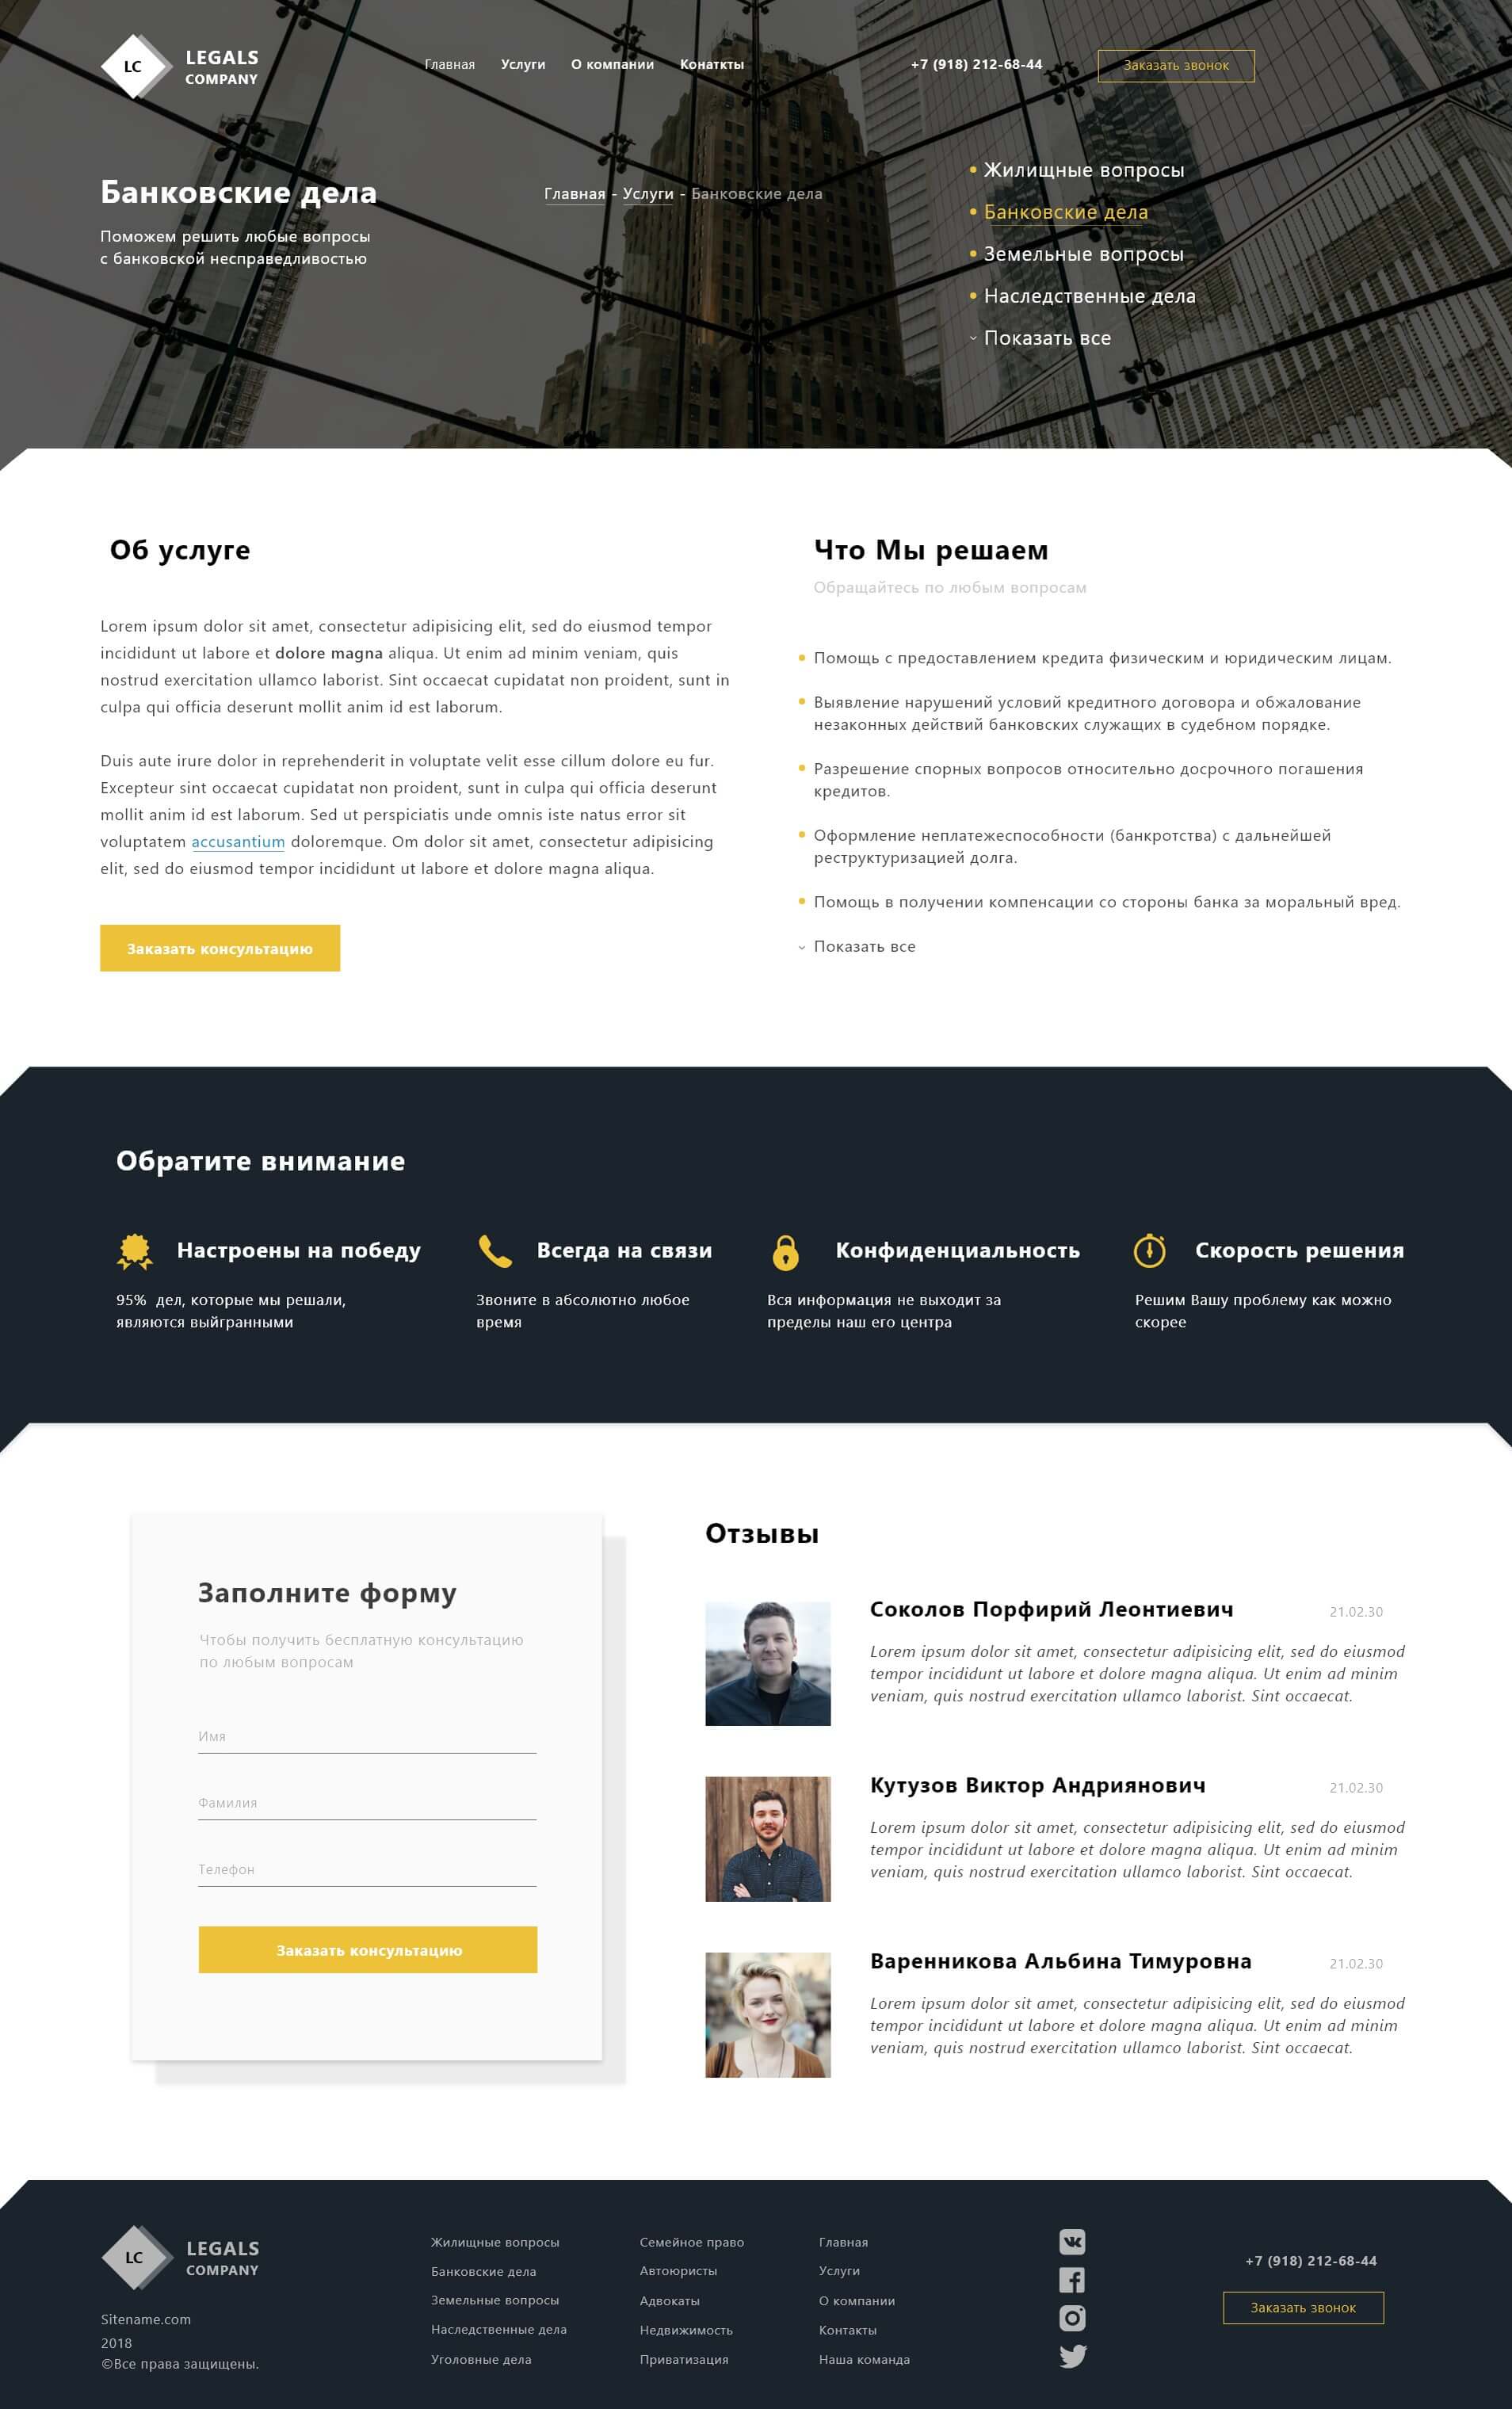 LC
LEGALS
COMPANY
Главная Услуги О компании Конаткты
+7 (918) 212-68-44
Заказать звонок
Банковские дела
Поможем решить любые вопросы
с банковской несправедливостью
Главная - Услуги - Банковские дела
Жилищные вопросы
Банковские дела
Земельные вопросы
Наследственные дела
Показать все
Об услуге
Lorem ipsum dolor sit amet, consectetur adipisicing elit, sed do eiusmod tempor
incididunt ut labore et dolore magna aliqua. Ut enim ad minim veniam, quis
nostrud exercitation ullamco laborist. Sint occaecat cupidatat non proident, sunt in
culpa qui officia deserunt mollit anim id est laborum.
Duis aute irure dolor in reprehenderit in voluptate velit esse cillum dolore eu fur.
Excepteur sint occaecat cupidatat non proident, sunt in culpa qui officia deserunt
mollit anim id est laborum. Sed ut perspiciatis unde omnis iste natus error sit
voluptatem accusantium doloremque. Om dolor sit amet, consectetur adipisicing
elit, sed do eiusmod tempor incididunt ut labore et dolore magna aliqua.
Заказать консультацию
Что Мы решаем
Обращайтесь по любым вопросам
Помощь с предоставлением кредита физическим и юридическим лицам.
Выявление нарушений условий кредитного договора и обжалование
незаконных действий банковских служащих в судебном порядке.
Разрешение спорных вопросов относительно досрочного погашения
кредитов.
Оформление неплатежеспособности (банкротства) с дальнейшей
реструктуризацией долга.
Помощь в получении компенсации со стороны банка за моральный вред.
Показать все
Обратите внимание
Настроены на победу
95% дел, которые мы решали,
являются выйгранными
Всегда на связи
Звоните в абсолютно любое
время
Конфиденциальность
Вся информация не выходит за
пределы наш его центра
Скорость решения
Решим Вашу проблему как можно
скорее
Заполните форму
Чтобы получить бесплатную консультацию
по любым вопросам
Имя
Фамилия
Телефон
Заказать консультацию
Отзывы
Соколов Порфирий Леонтиевич
21.02.30
Lorem ipsum dolor sit amet, consectetur adipisicing elit, sed do eiusmod
tempor incididunt ut labore et dolore magna aliqua. Ut enim ad minim
veniam, quis nostrud exercitation ullamco laborist. Sint occaecat.
Кутузов Виктор Андриянович
21.02.30
Lorem ipsum dolor sit amet, consectetur adipisicing elit, sed do eiusmod
tempor incididunt ut labore et dolore magna aliqua. Ut enim ad minim
veniam, quis nostrud exercitation ullamco laborist. Sint occaecat.
Варенникова Альбина Тимуровна
21.02.30
Lorem ipsum dolor sit amet, consectetur adipisicing elit, sed do eiusmod
tempor incididunt ut labore et dolore magna aliqua. Ut enim ad minim
veniam, quis nostrud exercitation ullamco laborist. Sint occaecat.
LC
LEGALS
COMPANY
Sitename.com
2018
©Все права защищены.
Жилищные вопросы
Банковские дела
Земельные вопросы
Наследственные дела
Уголовные дела
Семейное право
Автоюристы
Адвокаты
Недвижимость
Приватизация
Главная
Услуги
О компании
Контакты
Наша команда
+7 (918) 212-68-44
Заказать звонок